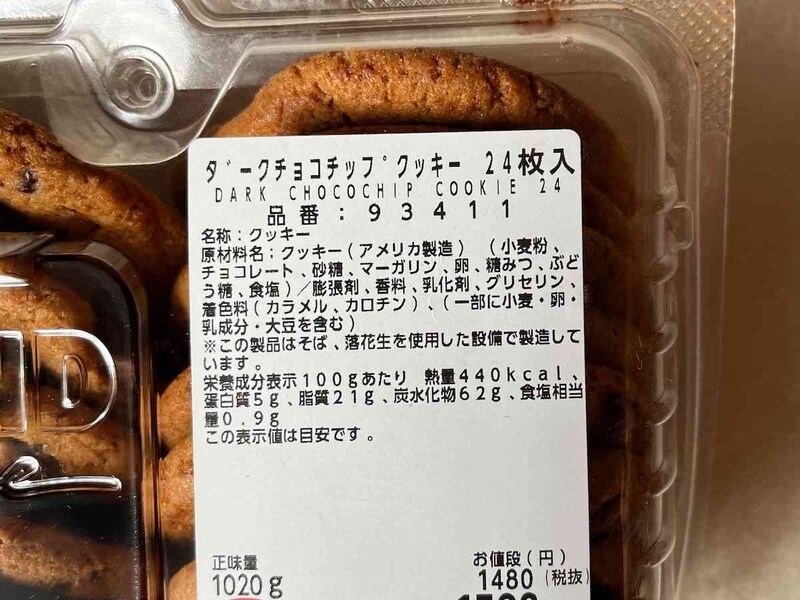 ダークチョコチップクッキー 24枚入
DARK CHOCOCHIP COOKIE 24
品番:93411
名称:クッキー
原材料名:クッキー(アメリカ製造) (小麦粉、
チョコレート、砂糖、マーガリン、卵、糖みつ、ぶど
う糖、食塩)/膨張剤、香料、乳化剤、グリセリン、
着色料(カラメル、カロチン)、(一部に小麦・卵・
乳成分・大豆を含む)
※この製品はそば、落花生を使用した設備で製造して
います。
栄養成分表示100gあたり 熱量440kcal、
蛋白質5g、脂質21g、炭水化物62g、食塩相当
量0.9g
この表示値は目安です。
正味量 お値段(円)
1020g 1480(税抜)